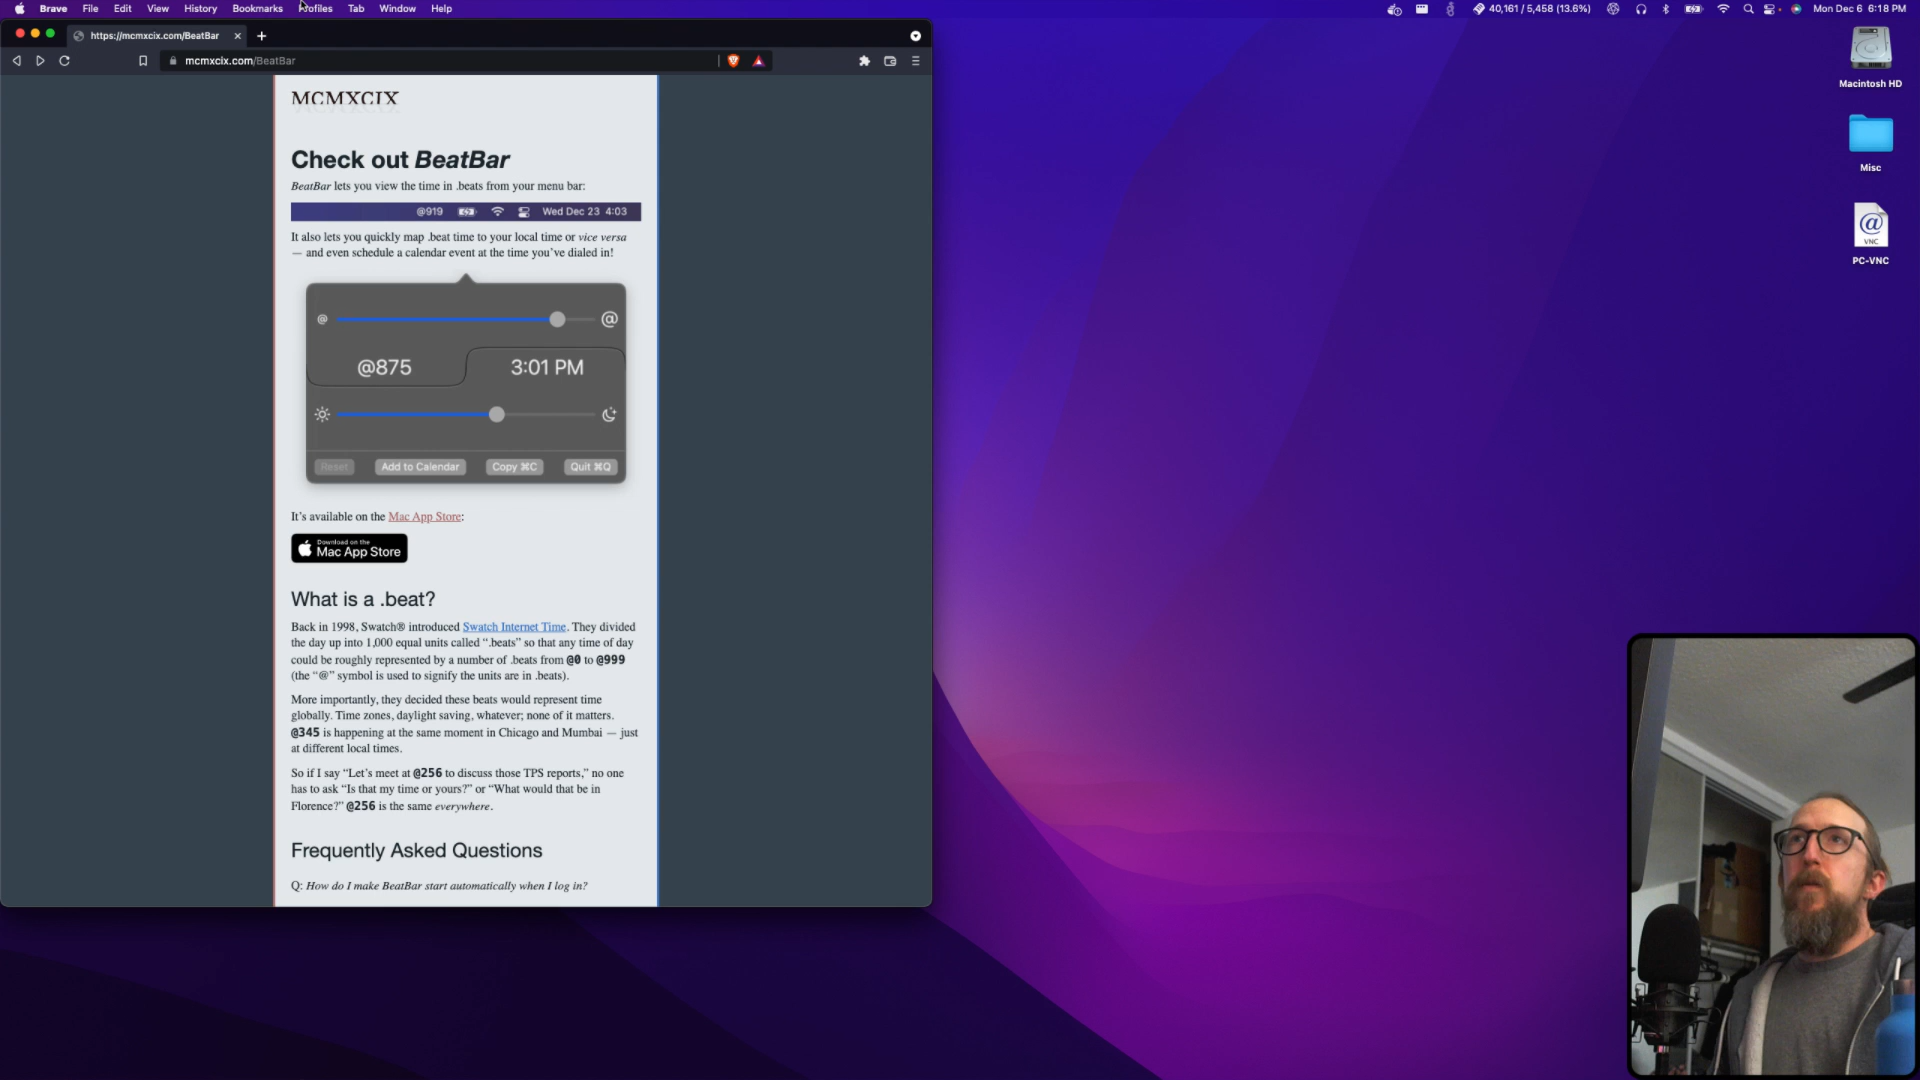 Brave File Edit View History Bookmarks Profiles Tab Window Help
40,161 / 5,458 (13.6%) Mon Dec 6 6:18 PM
https://mcmxcix.com/BeatBar
mcmxcix.com/BeatBar
MCMXCIX
Check out BeatBar
BeatBar lets you view the time in .beats from your menu bar:
@919 Wed Dec 23 4:03
It also lets you quickly map .beat time to your local time or vice versa
— and even schedule a calendar event at the time you’ve dialed in!
@ @
@875 3:01 PM
Reset Add to Calendar Copy ⌘C Quit ⌘Q
It’s available on the Mac App Store:
Download on the
Mac App Store
What is a .beat?
Back in 1998, Swatch® introduced Swatch Internet Time. They divided
the day up into 1,000 equal units called “.beats” so that any time of day
could be roughly represented by a number of .beats from @0 to @999
(the “@” symbol is used to signify the units are in .beats).
More importantly, they decided these beats would represent time
globally. Time zones, daylight saving, whatever; none of it matters.
@345 is happening at the same moment in Chicago and Mumbai — just
at different local times.
So if I say “Let’s meet at @256 to discuss those TPS reports,” no one
has to ask “Is that my time or yours?” or “What would that be in
Florence?” @256 is the same everywhere.
Frequently Asked Questions
Q: How do I make BeatBar start automatically when I log in?
Macintosh HD
Misc
@
VNC
PC-VNC